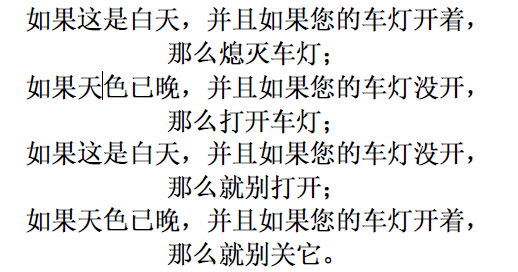 如果这是白天，并且如果您的车灯开着，
那么熄灭车灯；
如果天色已晚，并且如果您的车灯没开，
那么打开车灯；
如果这是白天，并且如果您的车灯没开，
那么就别打开；
如果天色已晚，并且如果您的车灯开着，
那么就别关它。